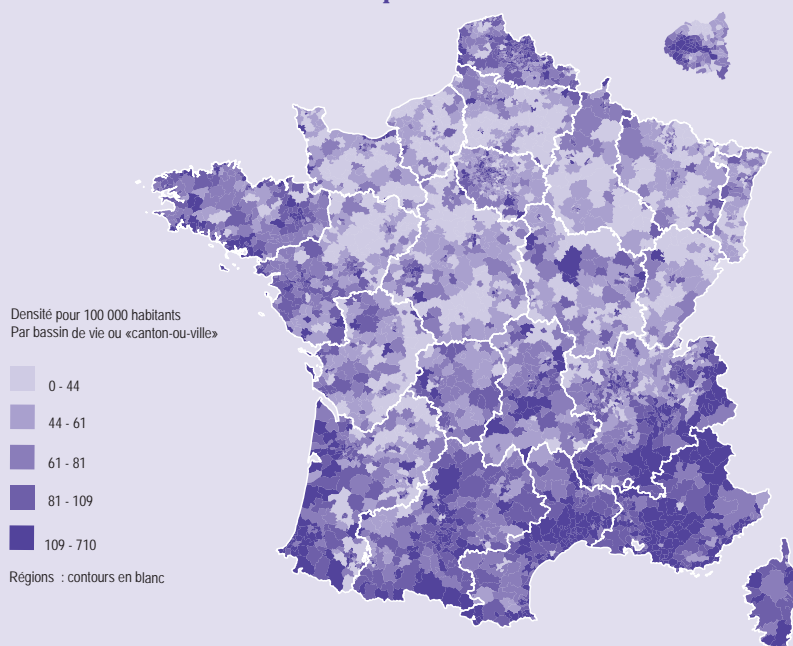 Densité pour 100 000 habitants
Par bassin de vie ou «canton-ou-ville»
0 - 44
44 - 61
61 - 81
81 - 109
109 - 710
Régions : contours en blanc